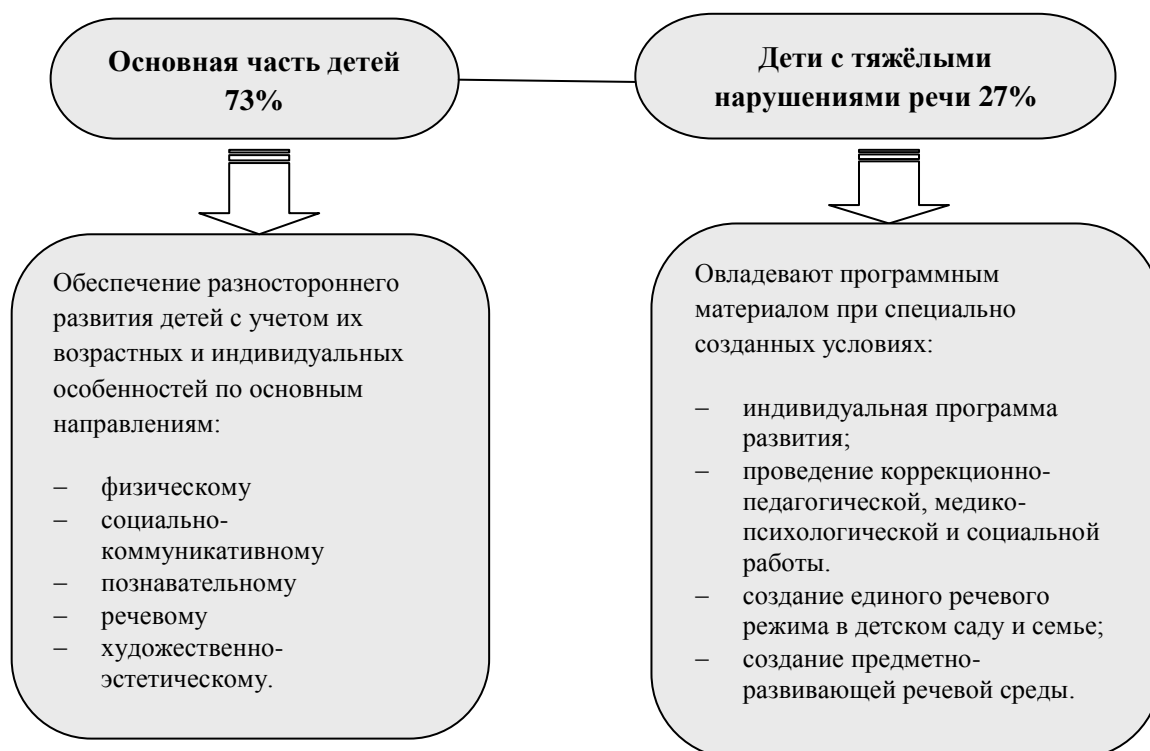 Основная часть детей
73%
Дети с тяжёлыми
нарушениями речи 27%
Обеспечение разностороннего
развития детей с учетом их
возрастных и индивидуальных
особенностей по основным
направлениям:
− физическому
− социально-
коммуникативному
− познавательному
− речевому
− художественно-
эстетическому.
Овладевают программным
материалом при специально
созданных условиях:
− индивидуальная программа
развития;
− проведение коррекционно-
педагогической, медико-
психологической и социальной
работы.
− создание единого речевого
режима в детском саду и семье;
− создание предметно-
развивающей речевой среды.